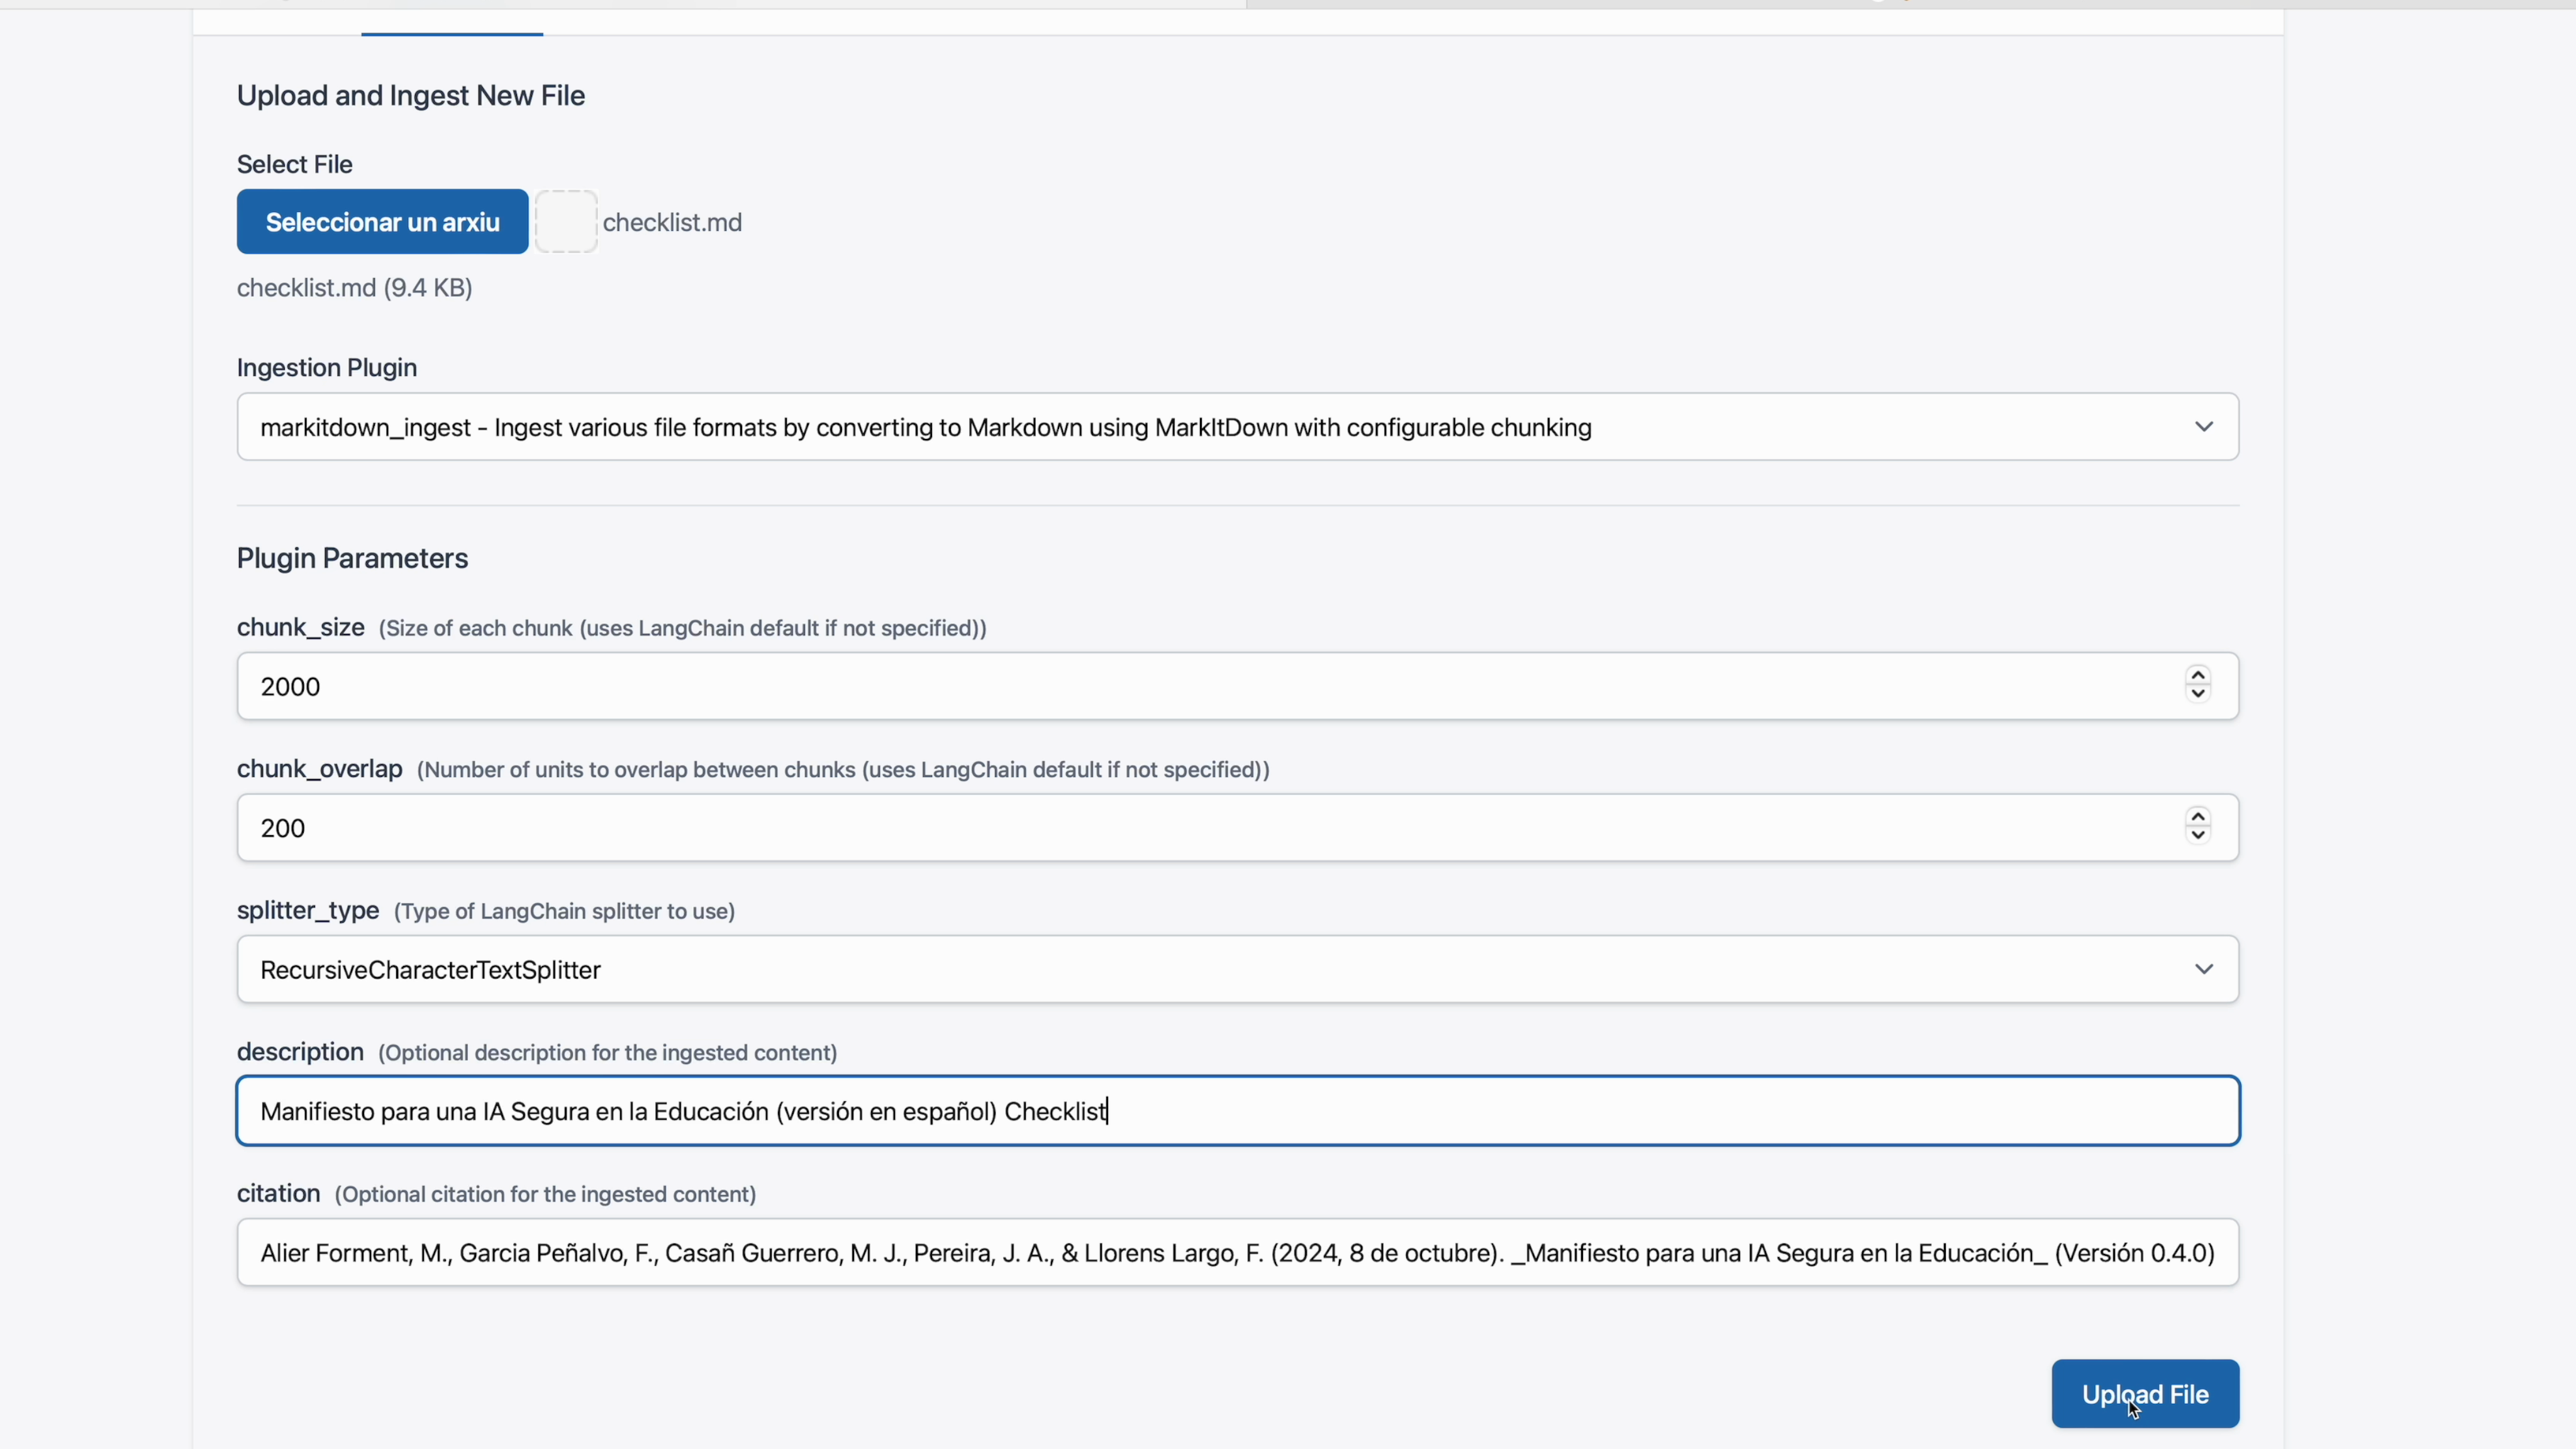 Upload and Ingest New File
Select File
Seleccionar un arxiu checklist.md
checklist.md (9.4 KB)
Ingestion Plugin
markitdown_ingest - Ingest various file formats by converting to Markdown using MarkItDown with configurable chunking
Plugin Parameters
chunk_size (Size of each chunk (uses LangChain default if not specified))
2000
chunk_overlap (Number of units to overlap between chunks (uses LangChain default if not specified))
200
splitter_type (Type of LangChain splitter to use)
RecursiveCharacterTextSplitter
description (Optional description for the ingested content)
Manifiesto para una IA Segura en la Educación (versión en español) Checklist
citation (Optional citation for the ingested content)
Alier Forment, M., Garcia Peñalvo, F., Casañ Guerrero, M. J., Pereira, J. A., & Llorens Largo, F. (2024, 8 de octubre). _Manifiesto para una IA Segura en la Educación_ (Versión 0.4.0)
Upload File